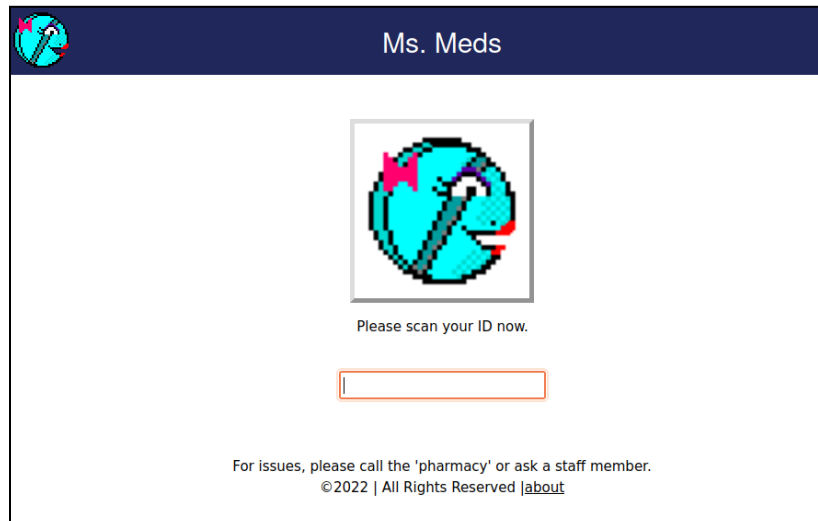 Ms. Meds
Please scan your ID now.
For issues, please call the 'pharmacy' or ask a staff member.
©2022 | All Rights Reserved |about